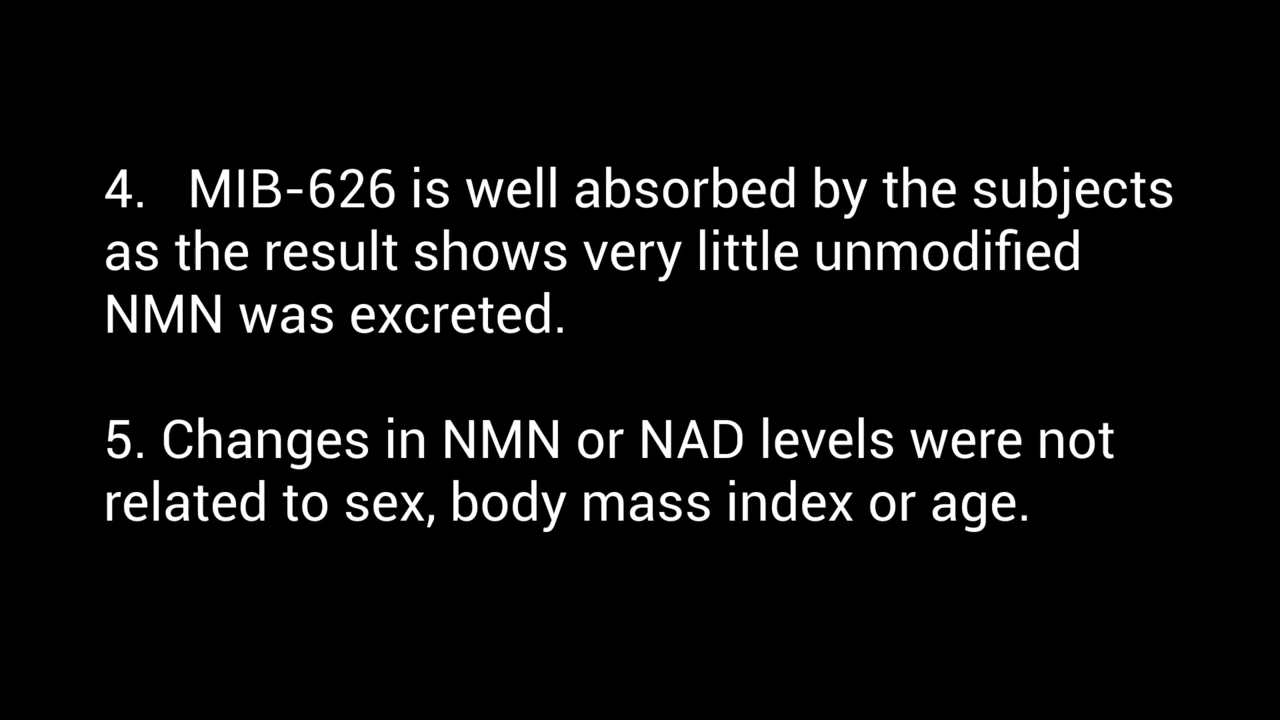 4. MIB-626 is well absorbed by the subjects
as the result shows very little unmodified
NMN was excreted.
5. Changes in NMN or NAD levels were not
related to sex, body mass index or age.